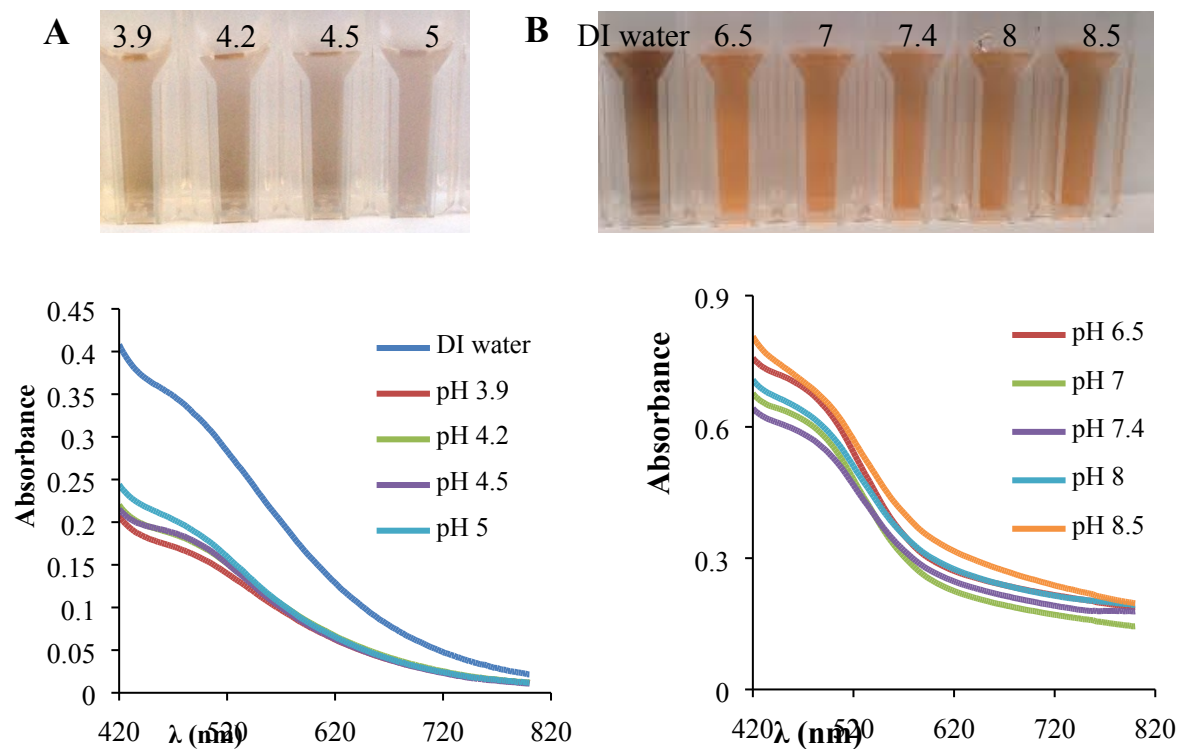 A
3.9 4.2 4.5 5
B
DI water 6.5 7 7.4 8 8.5
Absorbance
0.45
0.4
0.35
0.3
0.25
0.2
0.15
0.1
0.05
0
420 520 620 720 820
λ (nm)
DI water
pH 3.9
pH 4.2
pH 4.5
pH 5
Absorbance
0.9
0.6
0.3
0
420 520 620 720 820
λ (nm)
pH 6.5
pH 7
pH 7.4
pH 8
pH 8.5